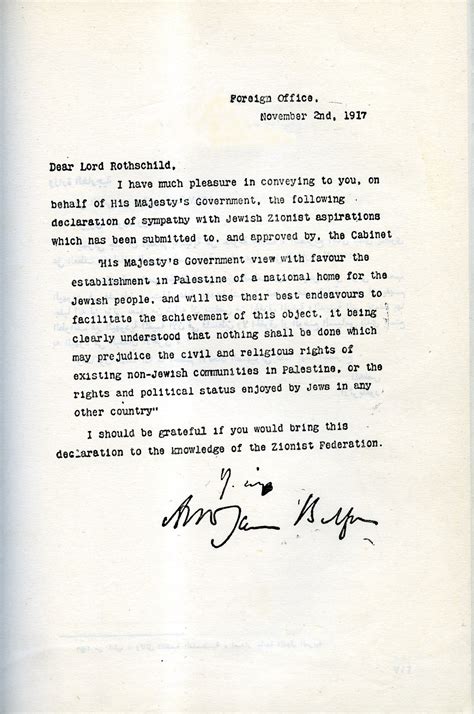 Foreign Office,
November 2nd, 1917
Dear Lord Rothschild,
I have much pleasure in conveying to you, on
behalf of His Majesty's Government, the following
declaration of sympathy with Jewish Zionist aspirations
which has been submitted to, and approved by, the Cabinet
"His Majesty's Government view with favour the
establishment in Palestine of a national home for the
Jewish people, and will use their best endeavours to
facilitate the achievement of this object, it being
clearly understood that nothing shall be done which
may prejudice the civil and religious rights of
existing non-Jewish communities in Palestine, or the
rights and political status enjoyed by Jews in any
other country"
I should be grateful if you would bring this
declaration to the knowledge of the Zionist Federation.